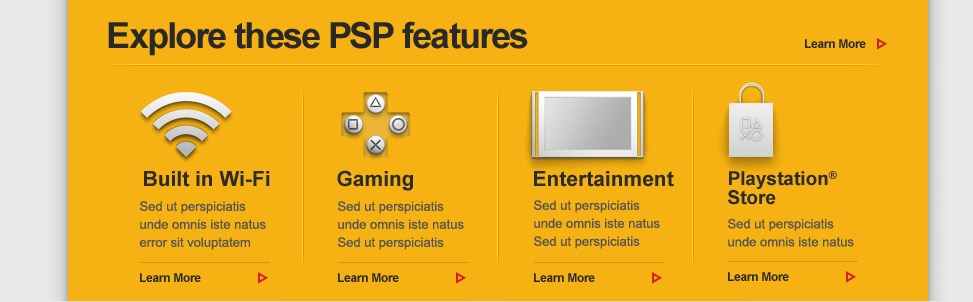 Explore these PSP features
Learn More
Built in Wi-Fi
Sed ut perspiciatis
unde omnis iste natus
error sit voluptatem
Learn More
Gaming
Sed ut perspiciatis
unde omnis iste natus
Sed ut perspiciatis
Learn More
Entertainment
Sed ut perspiciatis
unde omnis iste natus
Sed ut perspiciatis
Learn More
Playstation®
Store
Sed ut perspiciatis
unde omnis iste natus
Learn More